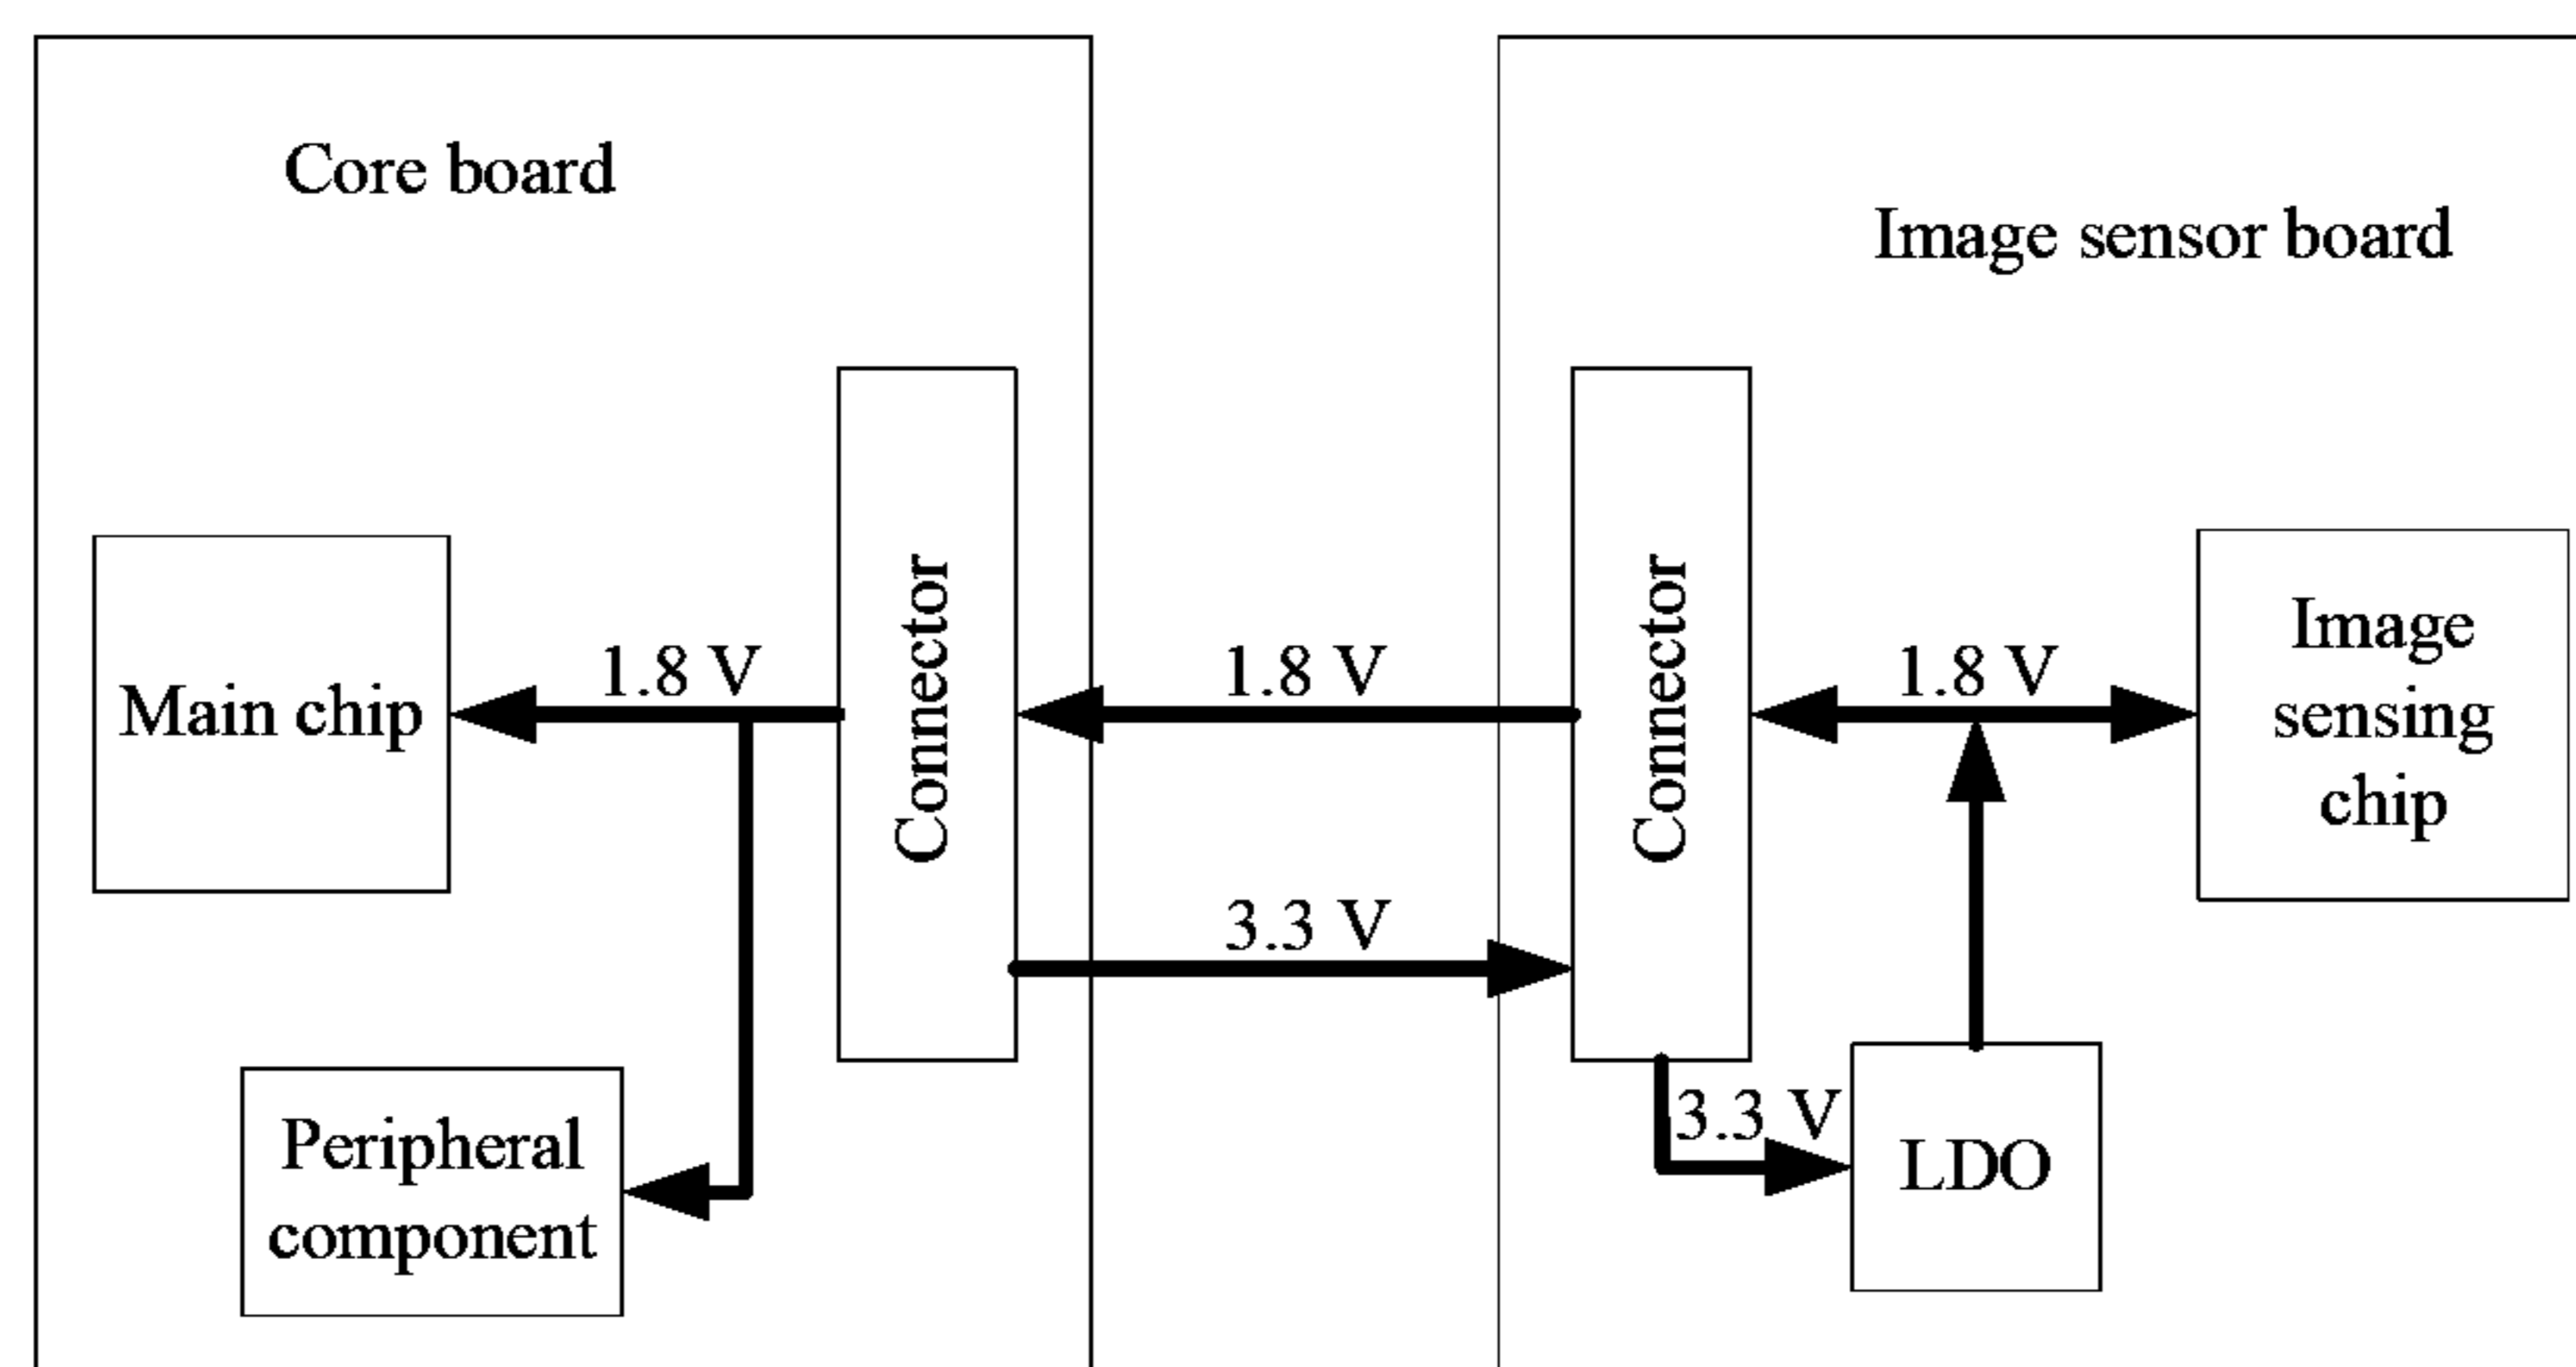 Core board
Image sensor board
Main chip
1.8 V
Connector
1.8 V
3.3 V
Connector
1.8 V
Image
sensing
chip
3.3 V
LDO
Peripheral
component